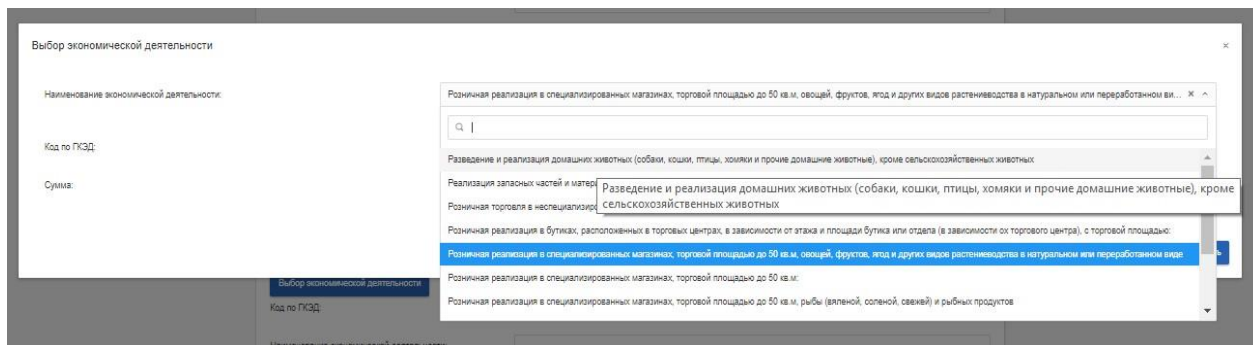 Выбор экономической деятельности
×
Наименование экономической деятельности:
Розничная реализация в специализированных магазинах, торговой площадью до 50 кв.м, овощей, фруктов, ягод и других видов растениеводства в натуральном или переработанном ви... ×
Код по ГКЭД:
Разведение и реализация домашних животных (собаки, кошки, птицы, хомяки и прочие домашние животные), кроме сельскохозяйственных животных
Сумма:
Реализация запасных частей и матери
Разведение и реализация домашних животных (собаки, кошки, птицы, хомяки и прочие домашние животные), кроме
сельскохозяйственных животных
Розничная торговля в неспециализиро
Розничная реализация в бутиках, расположенных в торговых центрах, в зависимости от этажа и площади бутика или отдела (в зависимости ох торгового центра), с торговой площадью:
Розничная реализация в специализированных магазинах, торговой площадью до 50 кв.м, овощей, фруктов, ягод и других видов растениеводства в натуральном или переработанном виде
Розничная реализация в специализированных магазинах, торговой площадью до 50 кв.м:
Выбор экономической деятельности
Розничная реализация в специализированных магазинах, торговой площадью до 50 кв.м, рыбы (вяленой, соленой, свежей) и рыбных продуктов
Код по ГКЭД: